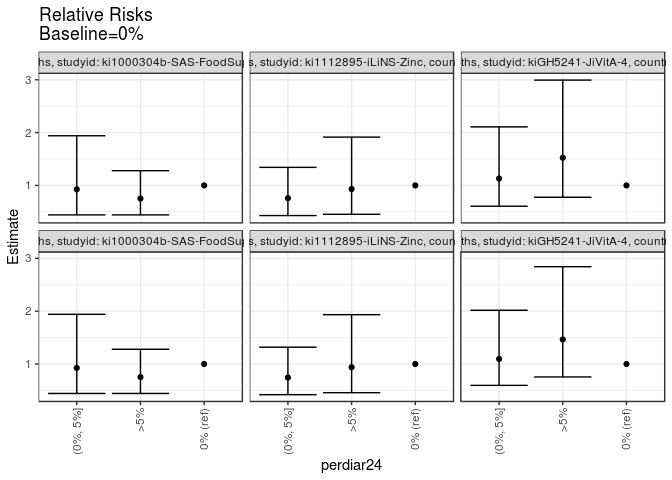 Relative Risks
Baseline=0%
ths, studyid: ki1000304b-SAS-FoodSup
s, studyid: ki1112895-iLiNS-Zinc, coun
ths, studyid: kiGH5241-JiVitA-4, count
3
2
1
ths, studyid: ki1000304b-SAS-FoodSup
s, studyid: ki1112895-iLiNS-Zinc, coun
ths, studyid: kiGH5241-JiVitA-4, count
3
2
1
Estimate
(0%, 5%]
>5%
0% (ref)
(0%, 5%]
>5%
0% (ref)
(0%, 5%]
>5%
0% (ref)
perdiar24